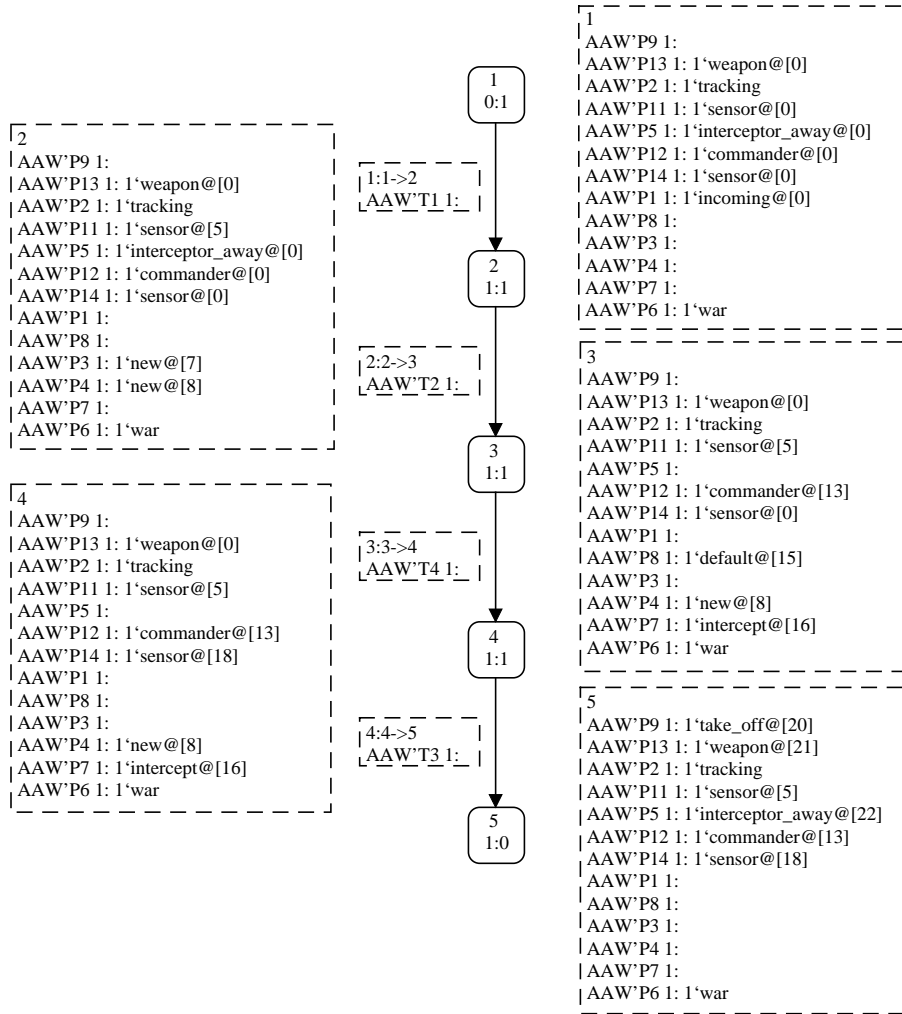 1
AAW’P9 1:
AAW’P13 1: 1‘weapon@[0]
AAW’P2 1: 1‘tracking
AAW’P11 1: 1‘sensor@[0]
AAW’P5 1: 1‘interceptor_away@[0]
AAW’P12 1: 1‘commander@[0]
AAW’P14 1: 1‘sensor@[0]
AAW’P1 1: 1‘incoming@[0]
AAW’P8 1:
AAW’P3 1:
AAW’P4 1:
AAW’P7 1:
AAW’P6 1: 1‘war
1
0:1
2
AAW’P9 1:
AAW’P13 1: 1‘weapon@[0]
AAW’P2 1: 1‘tracking
AAW’P11 1: 1‘sensor@[5]
AAW’P5 1: 1‘interceptor_away@[0]
AAW’P12 1: 1‘commander@[0]
AAW’P14 1: 1‘sensor@[0]
AAW’P1 1:
AAW’P8 1:
AAW’P3 1: 1‘new@[7]
AAW’P4 1: 1‘new@[8]
AAW’P7 1:
AAW’P6 1: 1‘war
1:1->2
AAW’T1 1:
2
1:1
2:2->3
AAW’T2 1:
3
AAW’P9 1:
AAW’P13 1: 1‘weapon@[0]
AAW’P2 1: 1‘tracking
AAW’P11 1: 1‘sensor@[5]
AAW’P5 1:
AAW’P12 1: 1‘commander@[13]
AAW’P14 1: 1‘sensor@[0]
AAW’P1 1:
AAW’P8 1: 1‘default@[15]
AAW’P3 1:
AAW’P4 1: 1‘new@[8]
AAW’P7 1: 1‘intercept@[16]
AAW’P6 1: 1‘war
3
1:1
4
AAW’P9 1:
AAW’P13 1: 1‘weapon@[0]
AAW’P2 1: 1‘tracking
AAW’P11 1: 1‘sensor@[5]
AAW’P5 1:
AAW’P12 1: 1‘commander@[13]
AAW’P14 1: 1‘sensor@[18]
AAW’P1 1:
AAW’P8 1:
AAW’P3 1:
AAW’P4 1: 1‘new@[8]
AAW’P7 1: 1‘intercept@[16]
AAW’P6 1: 1‘war
3:3->4
AAW’T4 1:
4
1:1
4:4->5
AAW’T3 1:
5
AAW’P9 1: 1‘take_off@[20]
AAW’P13 1: 1‘weapon@[21]
AAW’P2 1: 1‘tracking
AAW’P11 1: 1‘sensor@[5]
AAW’P5 1: 1‘interceptor_away@[22]
AAW’P12 1: 1‘commander@[13]
AAW’P14 1: 1‘sensor@[18]
AAW’P1 1:
AAW’P8 1:
AAW’P3 1:
AAW’P4 1:
AAW’P7 1:
AAW’P6 1: 1‘war
5
1:0